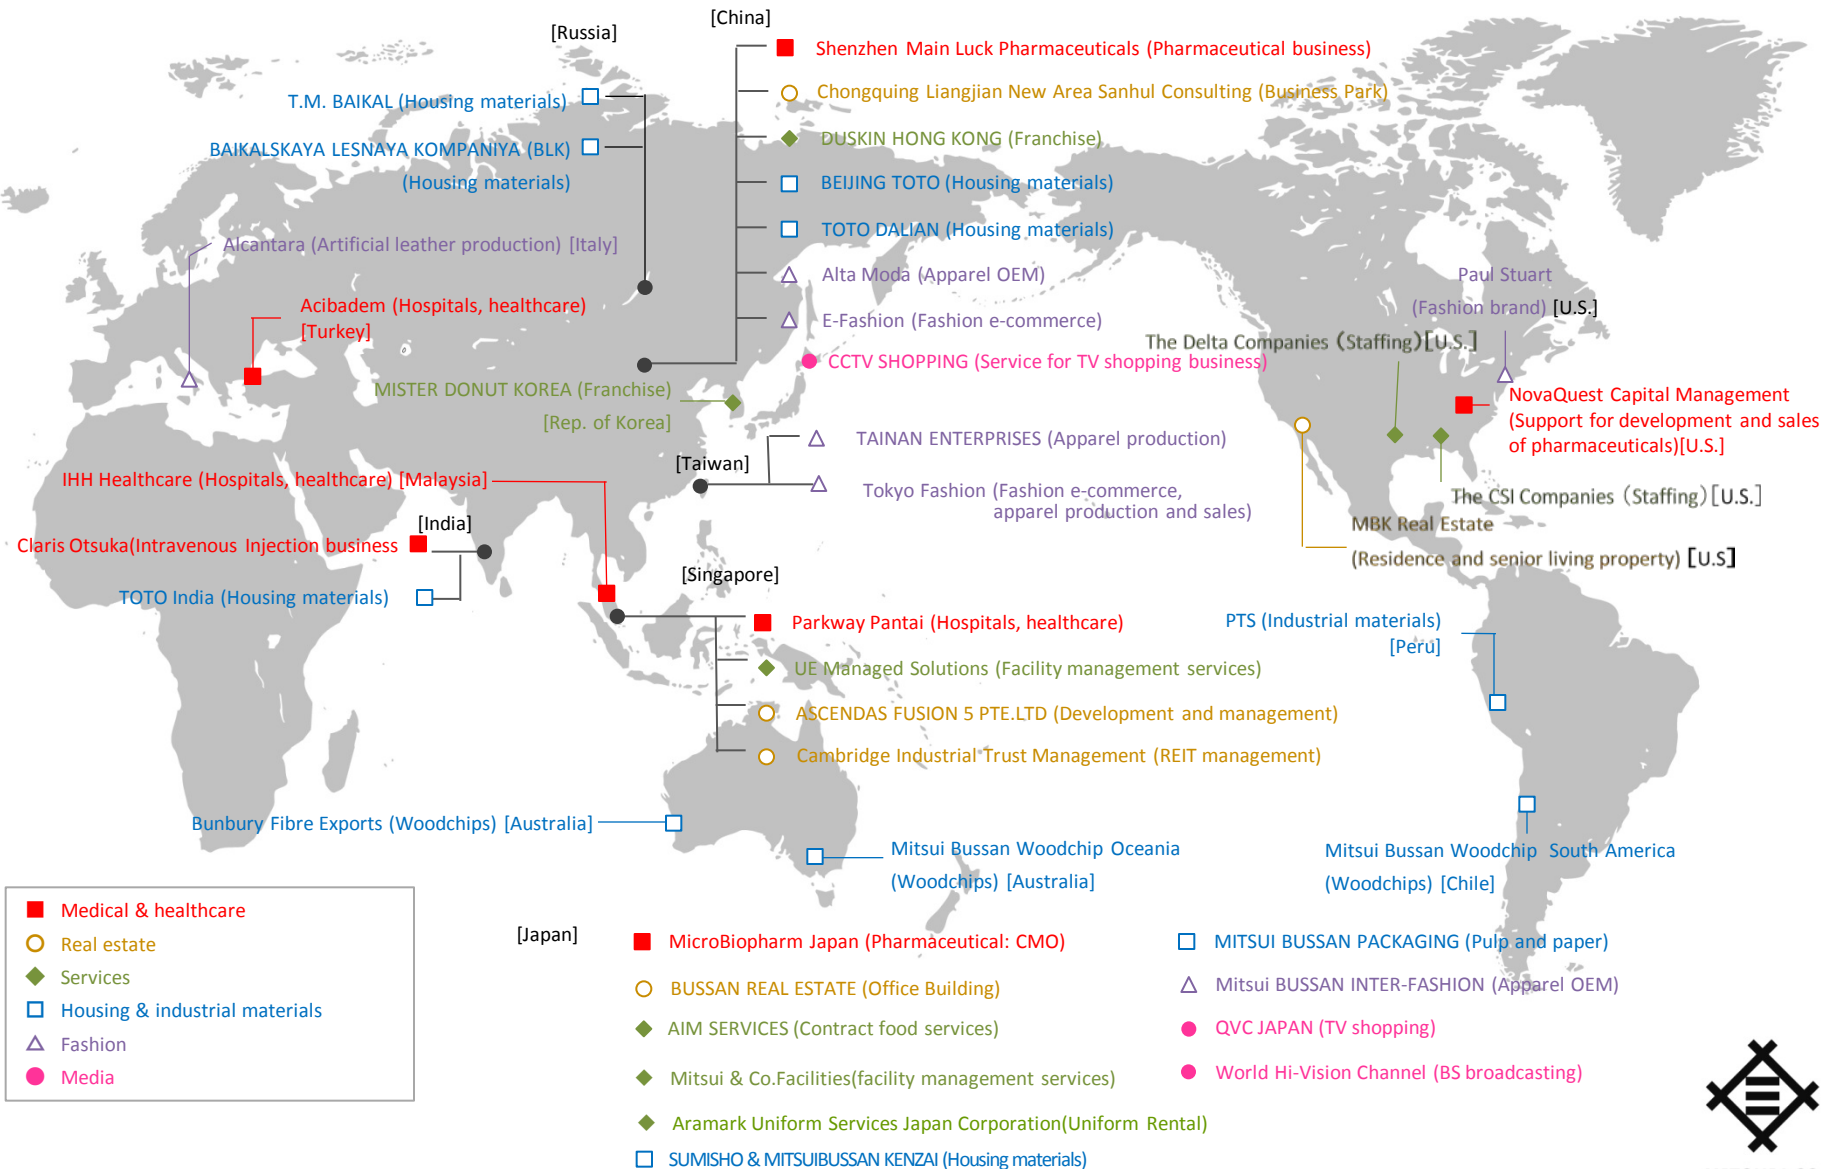 [Russia]
T.M. BAIKAL (Housing materials)
BAIKALSKAYA LESNAYA KOMPANIYA (BLK)
(Housing materials)
[China]
Shenzhen Main Luck Pharmaceuticals (Pharmaceutical business)
Chongquing Liangjian New Area Sanhul Consulting (Business Park)
DUSKIN HONG KONG (Franchise)
BEIJING TOTO (Housing materials)
TOTO DALIAN (Housing materials)
Alta Moda (Apparel OEM)
E-Fashion (Fashion e-commerce)
CCTV SHOPPING (Service for TV shopping business)
Alcantara (Artificial leather production) [Italy]
Acibadem (Hospitals, healthcare)
[Turkey]
MISTER DONUT KOREA (Franchise)
[Rep. of Korea]
[Taiwan]
TAINAN ENTERPRISES (Apparel production)
Tokyo Fashion (Fashion e-commerce,
apparel production and sales)
Paul Stuart
(Fashion brand) [U.S.]
The Delta Companies (Staffing)[U.S.]
NovaQuest Capital Management
(Support for development and sales
of pharmaceuticals)[U.S.]
The CSI Companies (Staffing)[U.S.]
MBK Real Estate
(Residence and senior living property) [U.S]
IHH Healthcare (Hospitals, healthcare) [Malaysia]
[India]
Claris Otsuka(Intravenous Injection business
TOTO India (Housing materials)
[Singapore]
Parkway Pantai (Hospitals, healthcare)
UE Managed Solutions (Facility management services)
ASCENDAS FUSION 5 PTE.LTD (Development and management)
Cambridge Industrial Trust Management (REIT management)
PTS (Industrial materials)
[Peru]
Bunbury Fibre Exports (Woodchips) [Australia]
Mitsui Bussan Woodchip Oceania
(Woodchips) [Australia]
Mitsui Bussan Woodchip South America
(Woodchips) [Chile]
Medical & healthcare
Real estate
Services
Housing & industrial materials
Fashion
Media
[Japan]
MicroBiopharm Japan (Pharmaceutical: CMO)
BUSSAN REAL ESTATE (Office Building)
AIM SERVICES (Contract food services)
Mitsui & Co.Facilities(facility management services)
Aramark Uniform Services Japan Corporation(Uniform Rental)
SUMISHO & MITSUIBUSSAN KENZAI (Housing materials)
MITSUI BUSSAN PACKAGING (Pulp and paper)
Mitsui BUSSAN INTER-FASHION (Apparel OEM)
QVC JAPAN (TV shopping)
World Hi-Vision Channel (BS broadcasting)